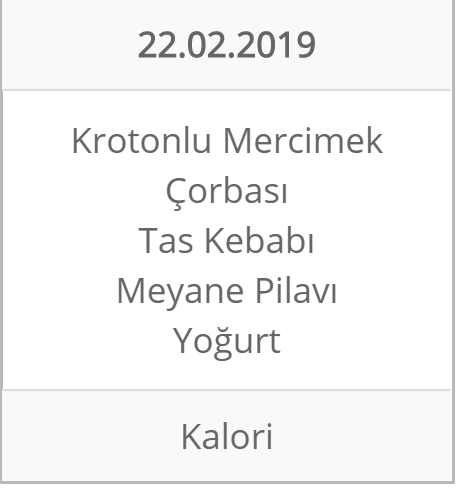 22.02.2019
Krotonlu Mercimek
Çorbası
Tas Kebabı
Meyane Pilavı
Yoğurt
Kalori